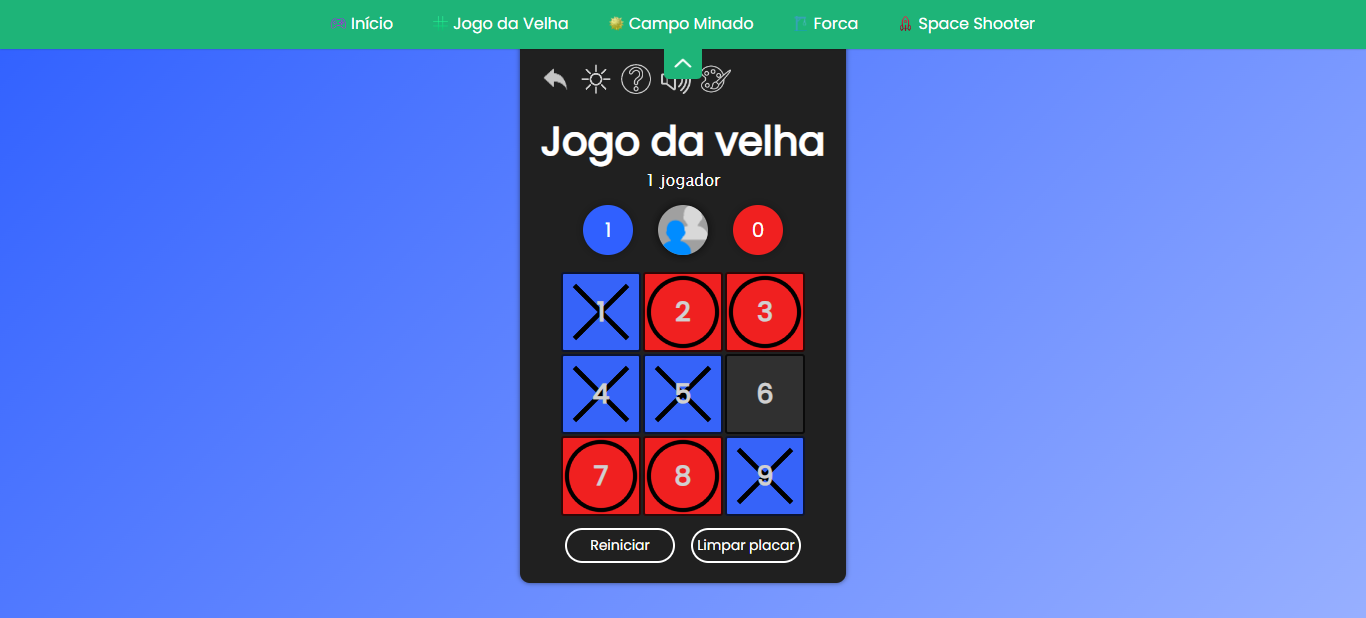 Início Jogo da Velha Campo Minado Forca Space Shooter
Jogo da velha
1 jogador
1 0
1 2 3
4 5 6
7 8 9
Reiniciar Limpar placar